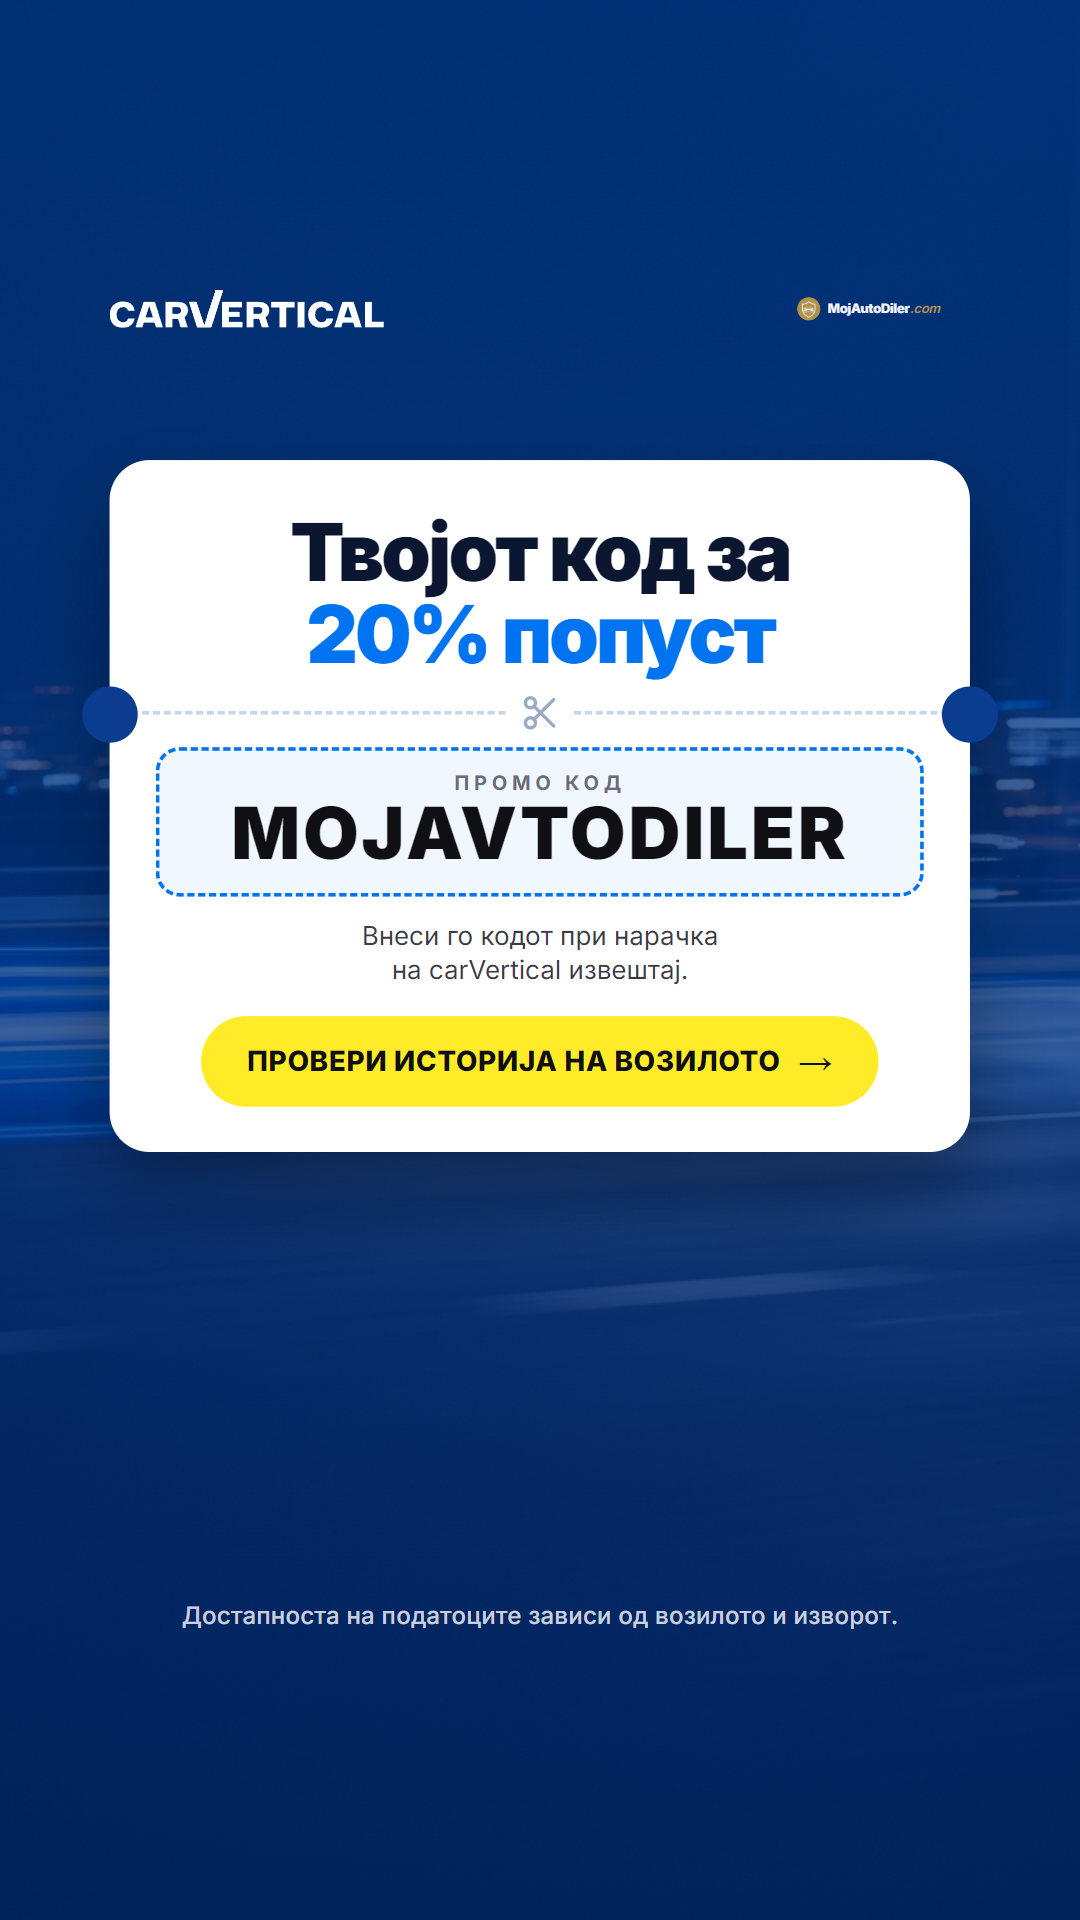 CARVERTICAL
MojAutoDiler.com
Твојот код за
20% попуст
ПРОМО КОД
MOJAVTODILER
Внеси го кодот при нарачка
на carVertical извештај.
ПРОВЕРИ ИСТОРИЈА НА ВОЗИЛОТО →
Достапноста на податоците зависи од возилото и изворот.